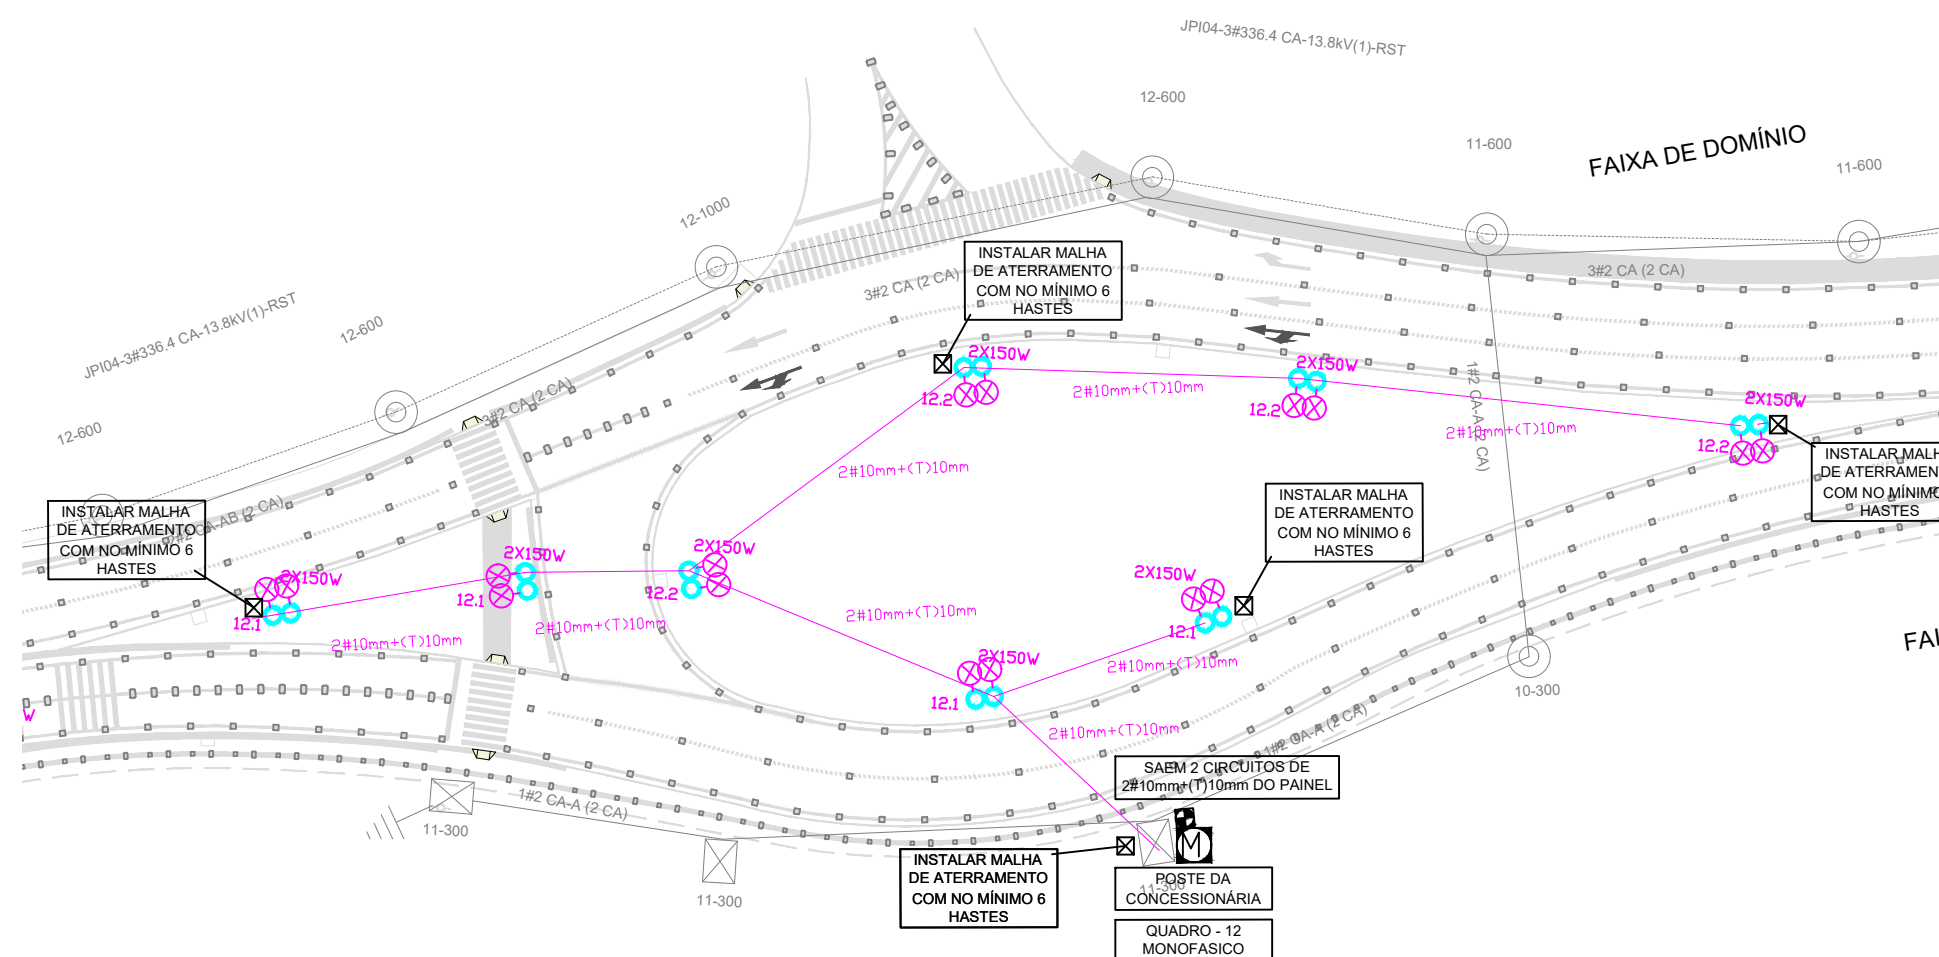 JPI04-3#336.4 CA-13.8kV(1)-RST
12-600
11-600
FAIXA DE DOMÍNIO
11-600
12-1000
INSTALAR MALHA
DE ATERRAMENTO
COM NO MÍNIMO 6
HASTES
3#2 CA (2 CA)
3#2 CA (2 CA)
JPI04-3#336.4 CA-13.8kV(1)-RST
12-600
2X150W
2X150W
12.2
2#10mm+(T)10mm
12.2
1#2 CA-A (2 CA)
2X150W
2#10mm+(T)10mm
12.2
3#2 CA (2 CA)
12-600
2#10mm+(T)10mm
INSTALAR MALH
DE ATERRAMEN
COM NO MÍNIMO
HASTES
INSTALAR MALHA
DE ATERRAMENTO
COM NO MÍNIMO 6
HASTES
INSTALAR MALHA
DE ATERRAMENTO
COM NO MÍNIMO 6
HASTES
CA-AB (2 CA)
2X150W
12.1
2#10mm+(T)10mm
2X150W
12.1
2#10mm+(T)10mm
2X150W
12.2
2#10mm+(T)10mm
2X150W
12.1
2#10mm+(T)10mm
FAI
2X150W
12.1
10-300
W
2#10mm+(T)10mm
1#2 CA-A (2 CA)
SAEM 2 CIRCUITOS DE
2#10mm+(T)10mm DO PAINEL
1#2 CA-A (2 CA)
11-300
M
INSTALAR MALHA
DE ATERRAMENTO
COM NO MÍNIMO 6
HASTES
11-300
POSTE DA
11-300
CONCESSIONÁRIA
QUADRO - 12
MONOFASICO